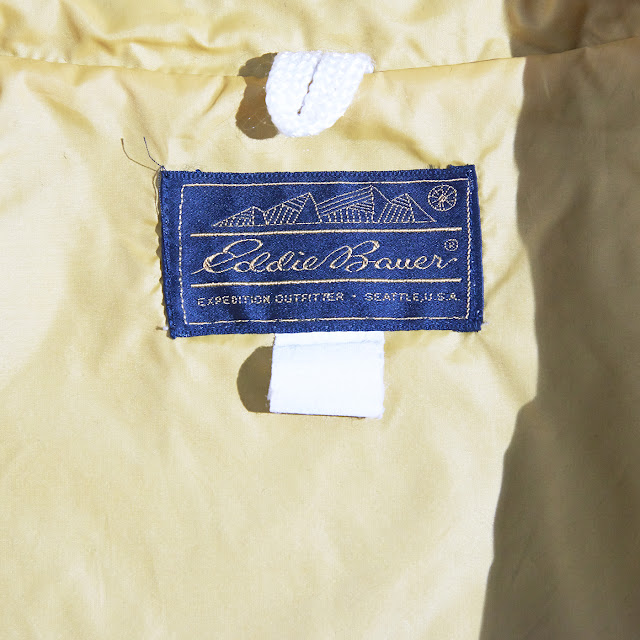 Eddie Bauer®
EXPEDITION OUTFITTER - SEATTLE, U.S.A.